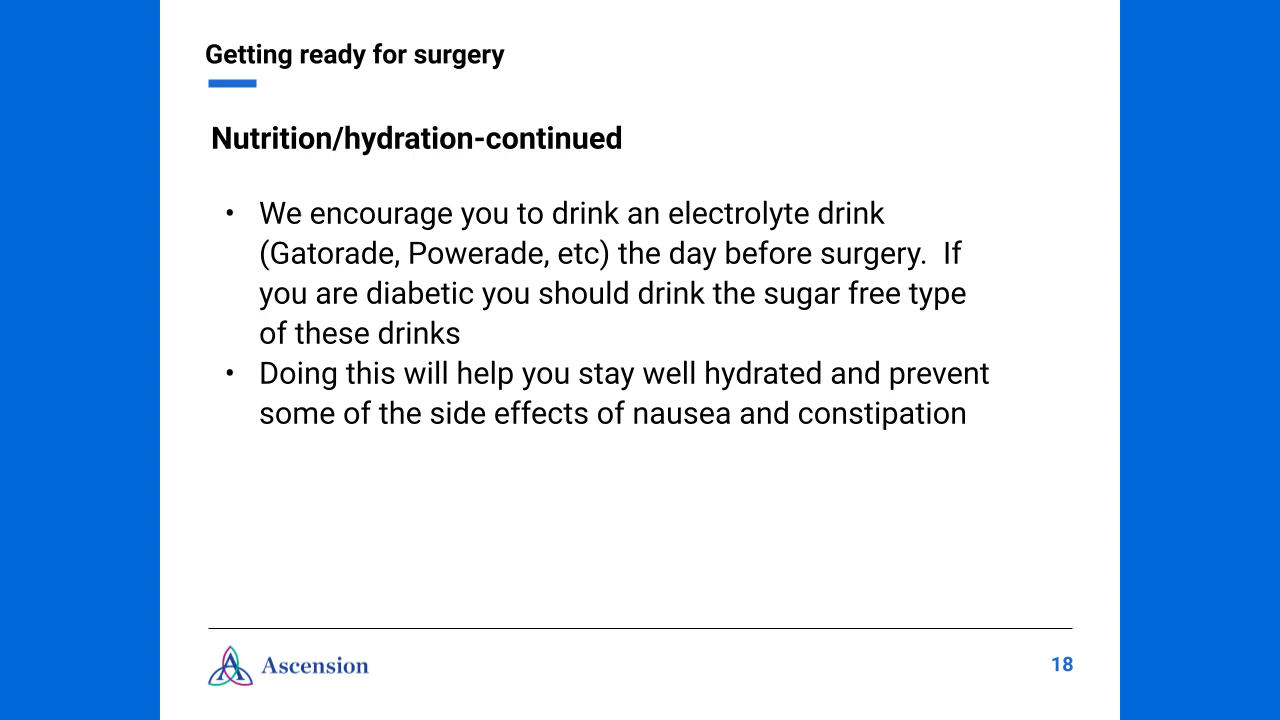 Getting ready for surgery
Nutrition/hydration-continued
• We encourage you to drink an electrolyte drink
(Gatorade, Powerade, etc) the day before surgery.  If
you are diabetic you should drink the sugar free type
of these drinks
• Doing this will help you stay well hydrated and prevent
some of the side effects of nausea and constipation
Ascension
18